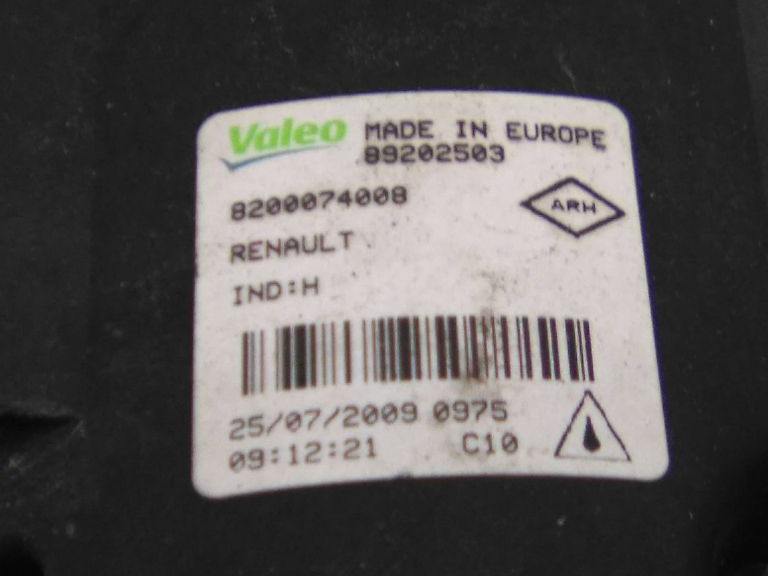 Valeo MADE IN EUROPE
89202503
8200074008
ARH
RENAULT
IND:H
25/07/2009 0975
09:12:21 C10